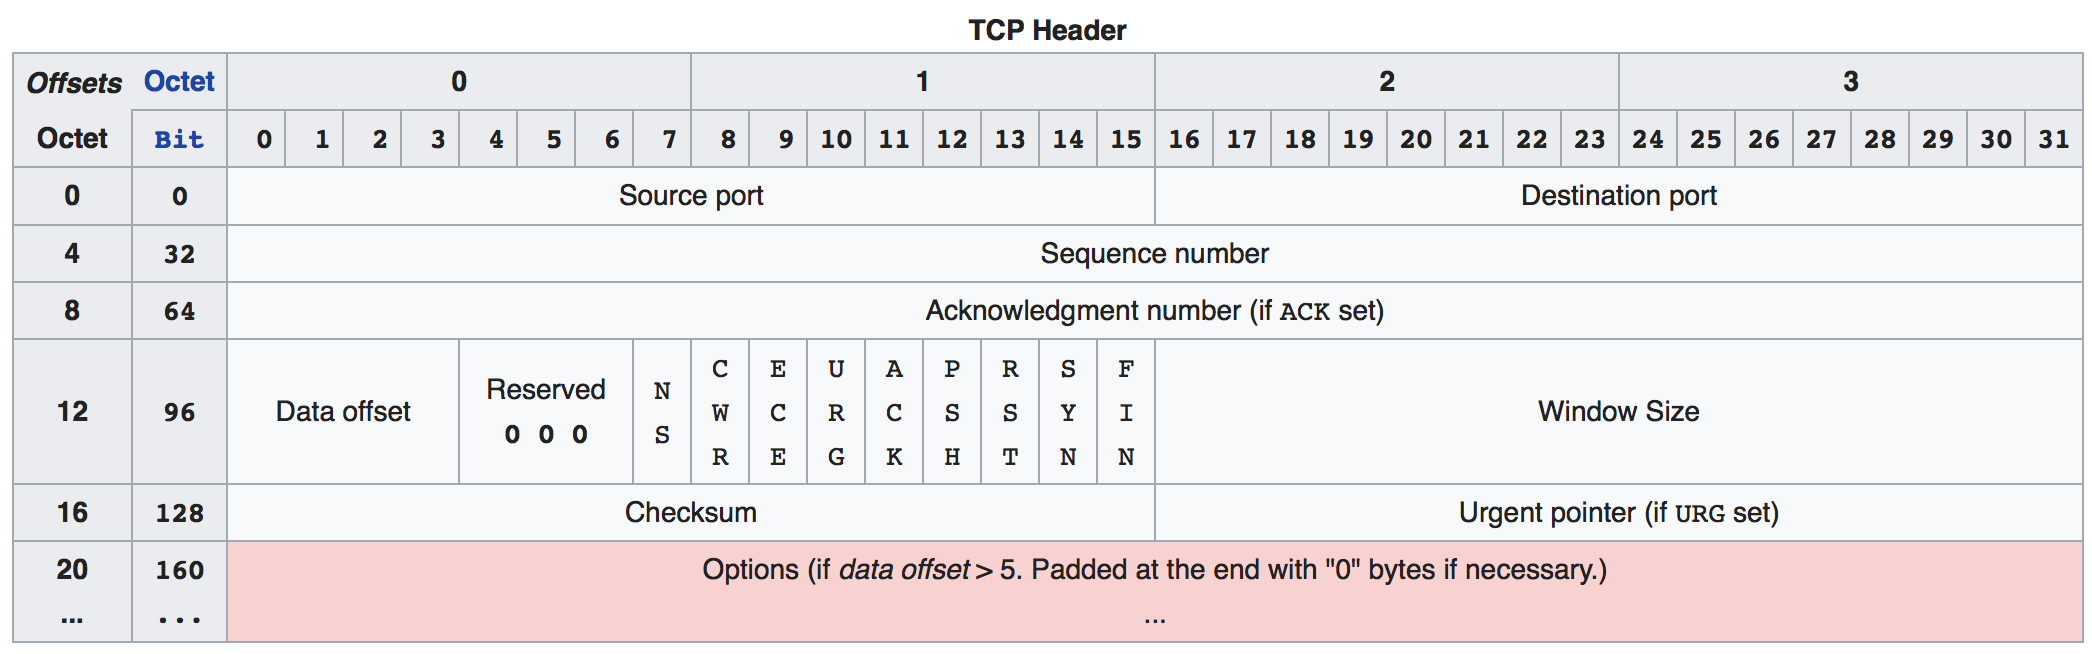 TCP Header
Offsets Octet 0 1 2 3
Octet Bit 0 1 2 3 4 5 6 7 8 9 10 11 12 13 14 15 16 17 18 19 20 21 22 23 24 25 26 27 28 29 30 31
0 0 Source port Destination port
4 32 Sequence number
8 64 Acknowledgment number (if ACK set)
12 96 Data offset Reserved 0 0 0 NS CWR ECE URG ACK PSH RST SYN FIN Window Size
16 128 Checksum Urgent pointer (if URG set)
20 160 Options (if data offset > 5. Padded at the end with "0" bytes if necessary.)
... ... ...